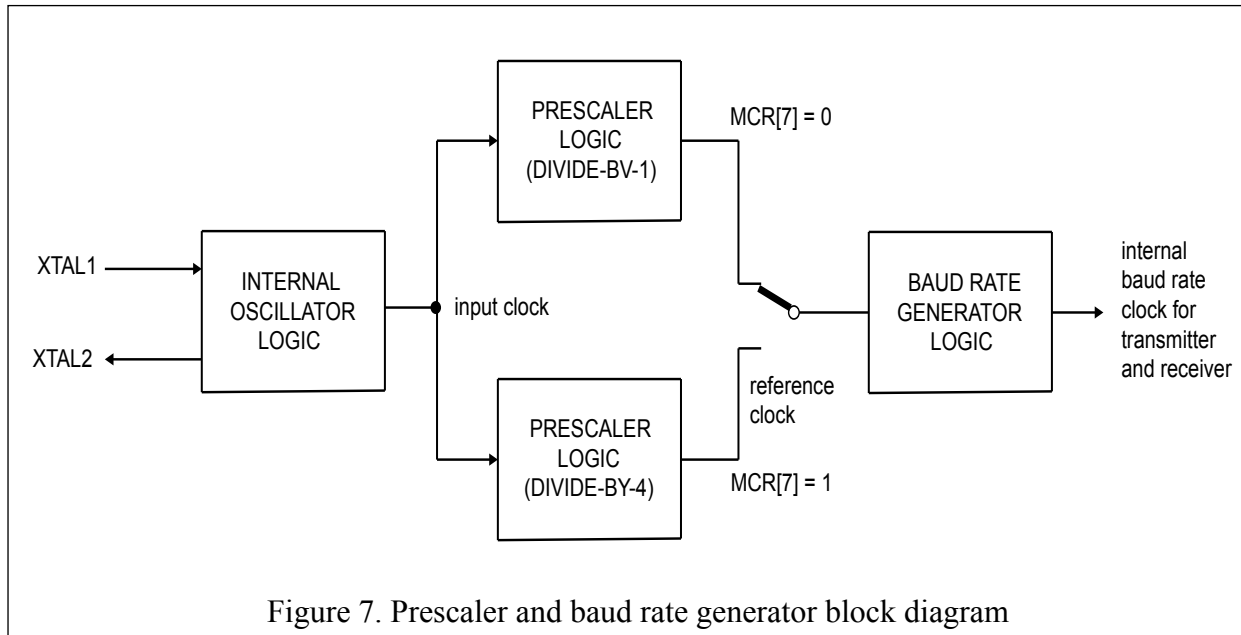 PRESCALER
LOGIC
(DIVIDE-BV-1)
MCR[7] = 0
XTAL1
XTAL2
INTERNAL
OSCILLATOR
LOGIC
input clock
BAUD RATE
GENERATOR
LOGIC
internal
baud rate
clock for
transmitter
and receiver
reference
clock
PRESCALER
LOGIC
(DIVIDE-BY-4)
MCR[7] = 1
Figure 7. Prescaler and baud rate generator block diagram